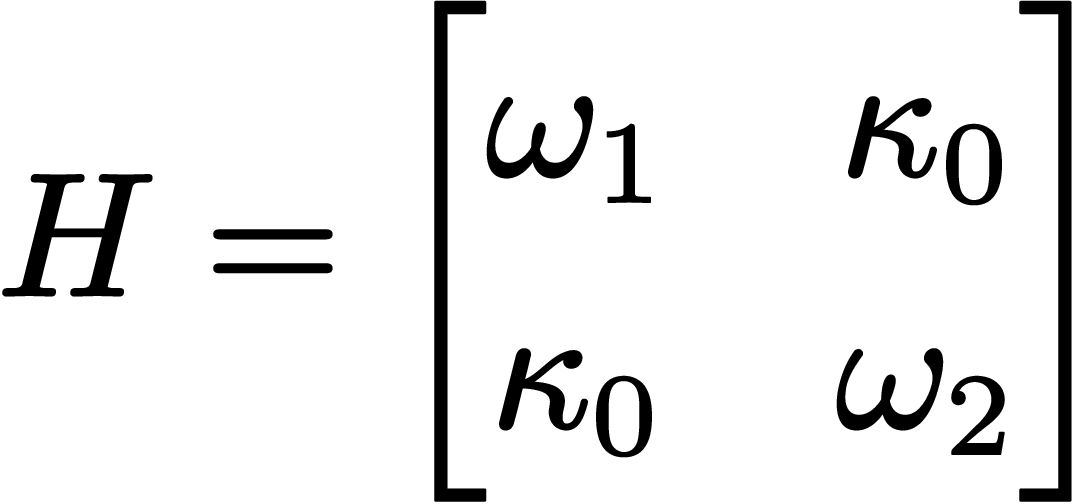 H = [ ω₁ κ₀
κ₀ ω₂ ]